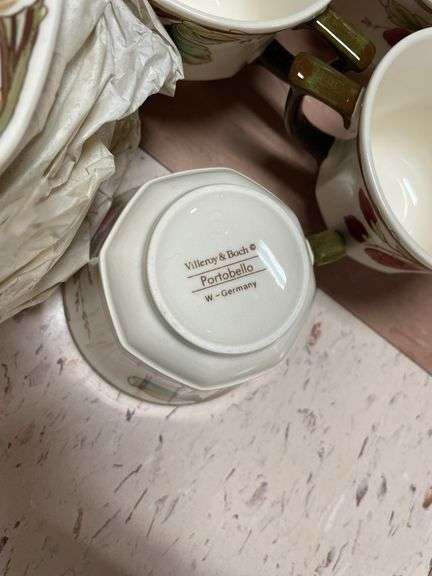 Villeroy & Boch ©
Portobello
W - Germany